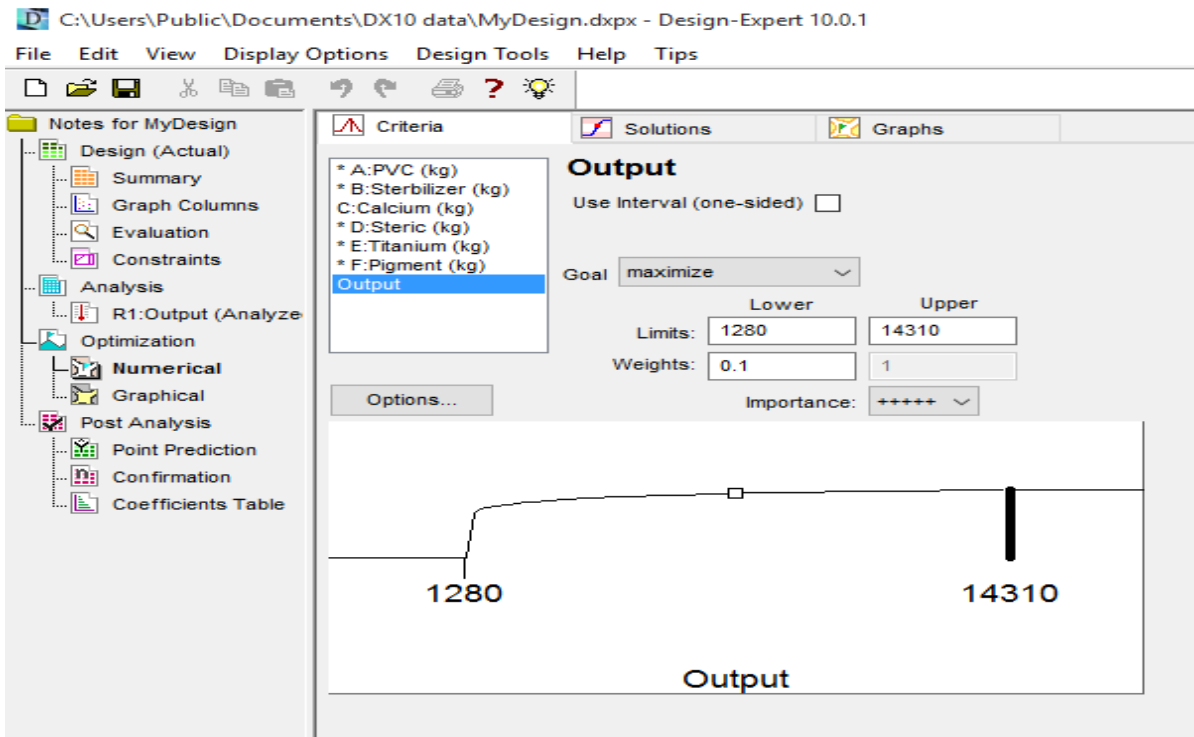 C:\Users\Public\Documents\DX10 data\MyDesign.dxpx - Design-Expert 10.0.1
File Edit View Display Options Design Tools Help Tips
Notes for MyDesign
Design (Actual)
Summary
Graph Columns
Evaluation
Constraints
Analysis
R1:Output (Analyze
Optimization
Numerical
Graphical
Post Analysis
Point Prediction
Confirmation
Coefficients Table
Criteria Solutions Graphs
* A:PVC (kg)
* B:Sterbilizer (kg)
C:Calcium (kg)
* D:Steric (kg)
* E:Titanium (kg)
* F:Pigment (kg)
Output
Output
Use Interval (one-sided)
Goal maximize
Lower Upper
Limits: 1280 14310
Weights: 0.1 1
Options... Importance: +++++
1280 14310
Output